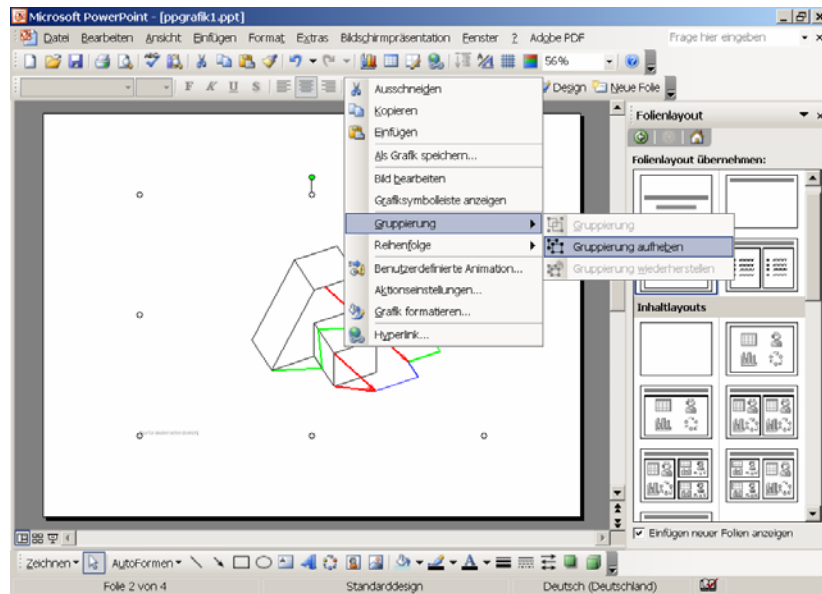 Microsoft PowerPoint - [ppgrafik1.ppt]
Datei Bearbeiten Ansicht Einfügen Format Extras Bildschirmpräsentation Fenster ? Adobe PDF Frage hier eingeben
56%
F K U S Design Neue Folie
Ausschneiden
Kopieren
Einfügen
Als Grafik speichern...
Bild bearbeiten
Grafiksymbolleiste anzeigen
Gruppierung
Reihenfolge
Benutzerdefinierte Animation...
Aktionseinstellungen...
Grafik formatieren...
Hyperlink...
Gruppierung
Gruppierung aufheben
Gruppierung wiederherstellen
Folienlayout
Folienlayout übernehmen:
Inhaltlayouts
Einfügen neuer Folien anzeigen
Zeichnen AutoFormen
Folie 2 von 4 Standarddesign Deutsch (Deutschland)